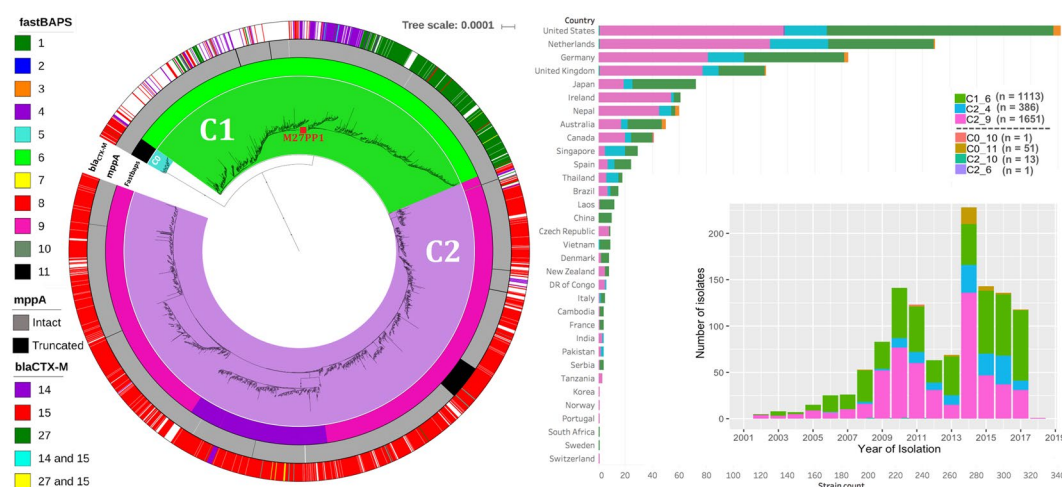 fastBAPS
1
2
3
4
5
6
7
8
9
10
11
mppA
Intact
Truncated
blaCTX-M
14
15
27
14 and 15
27 and 15
Tree scale: 0.0001
blaCTX-M
mppA
Fastbaps
C0
C1
M27PP1
C2
Country
United States
Netherlands
Germany
United Kingdom
Japan
Ireland
Nepal
Australia
Canada
Singapore
Spain
Thailand
Brazil
Laos
China
Czech Republic
Vietnam
Denmark
New Zealand
DR of Congo
Italy
Cambodia
France
India
Pakistan
Serbia
Tanzania
Korea
Norway
Portugal
South Africa
Sweden
Switzerland
0 20 40 60 80 100 120 140 160 180 200 220 240 260 280 300 320 340
Strain count
C1_6 (n = 1113)
C2_4 (n = 386)
C2_9 (n = 1651)
C0_10 (n = 1)
C0_11 (n = 51)
C2_10 (n = 13)
C2_6 (n = 1)
Number of isolates
200
150
100
50
0
2001 2003 2005 2007 2009 2011 2013 2015 2017 2019
Year of Isolation